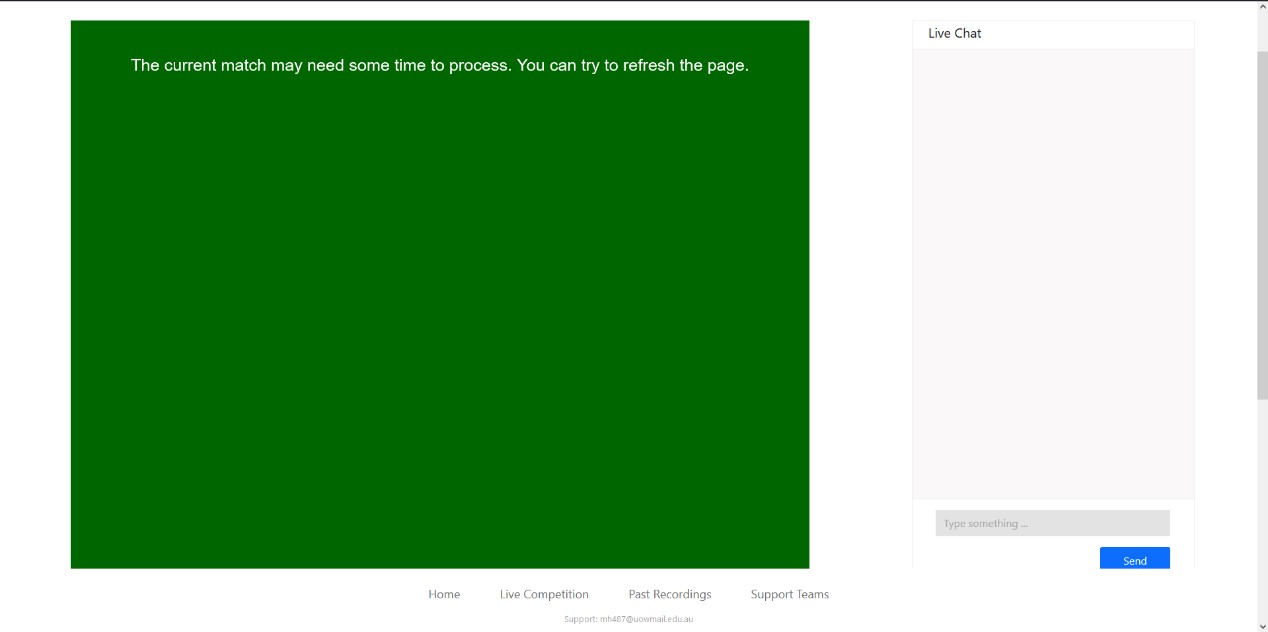 The current match may need some time to process. You can try to refresh the page.
Live Chat
Type something ...
Send
Home Live Competition Past Recordings Support Teams
Support: mh487@uowmail.edu.au